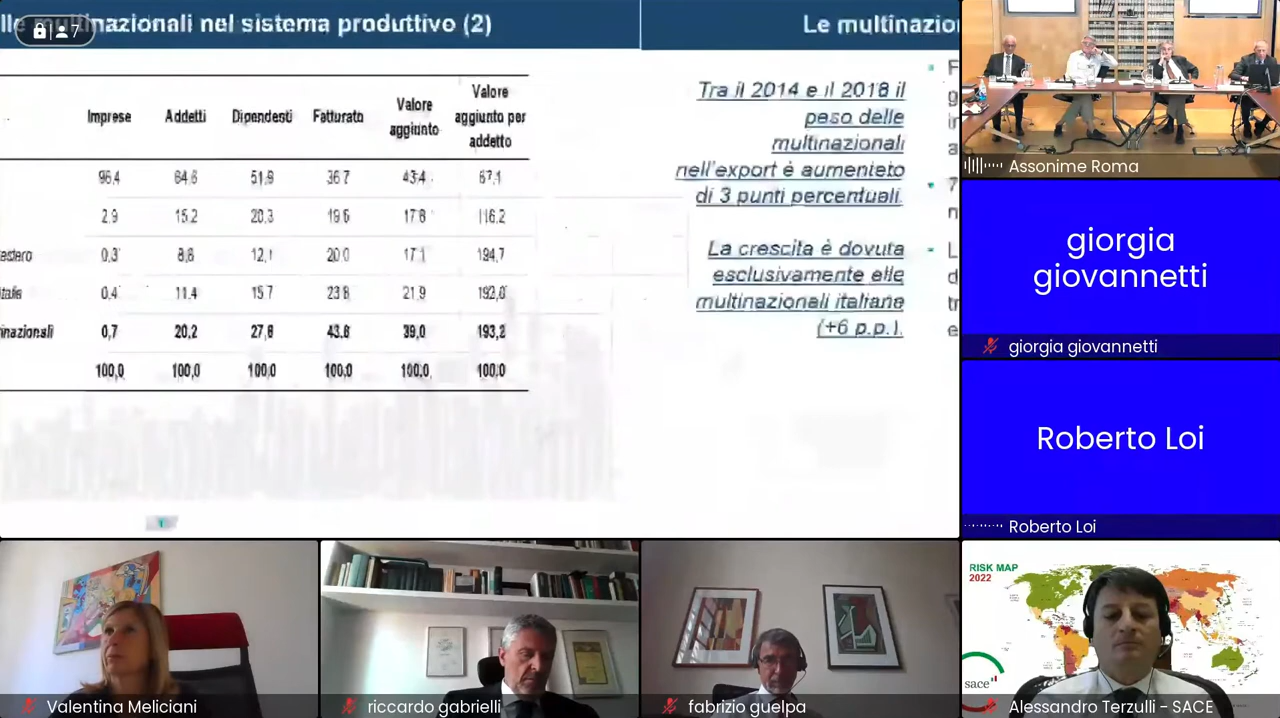 multinazionali nel sistema produttivo (2)
7
Imprese Addetti Dipendenti Fatturato Valore aggiunto Valore aggiunto per addetto
96,4 64,6 51,9 36,7 43,4 67,1
2,9 15,2 20,3 19,6 17,6 116,2
estero 0,3 8,8 12,1 20,0 17,1 194,7
italia 0,4 11,4 15,7 23,8 21,9 192,0
inazionali 0,7 20,2 27,8 43,8 39,0 193,2
100,0 100,0 100,0 100,0 100,0 100,0
Le multinazio
Tra il 2014 e il 2018 il
peso delle
multinazionali
nell'export è aumentato
di 3 punti percentuali.
La crescita è dovuta
esclusivamente alle
multinazionali italiane
(+6 p.p.).
Assonime Roma
giorgia
giovannetti
giorgia giovannetti
Roberto Loi
Roberto Loi
Valentina Meliciani
riccardo gabrielli
fabrizio guelpa
RISK MAP
2022
sace
Alessandro Terzulli - SACE